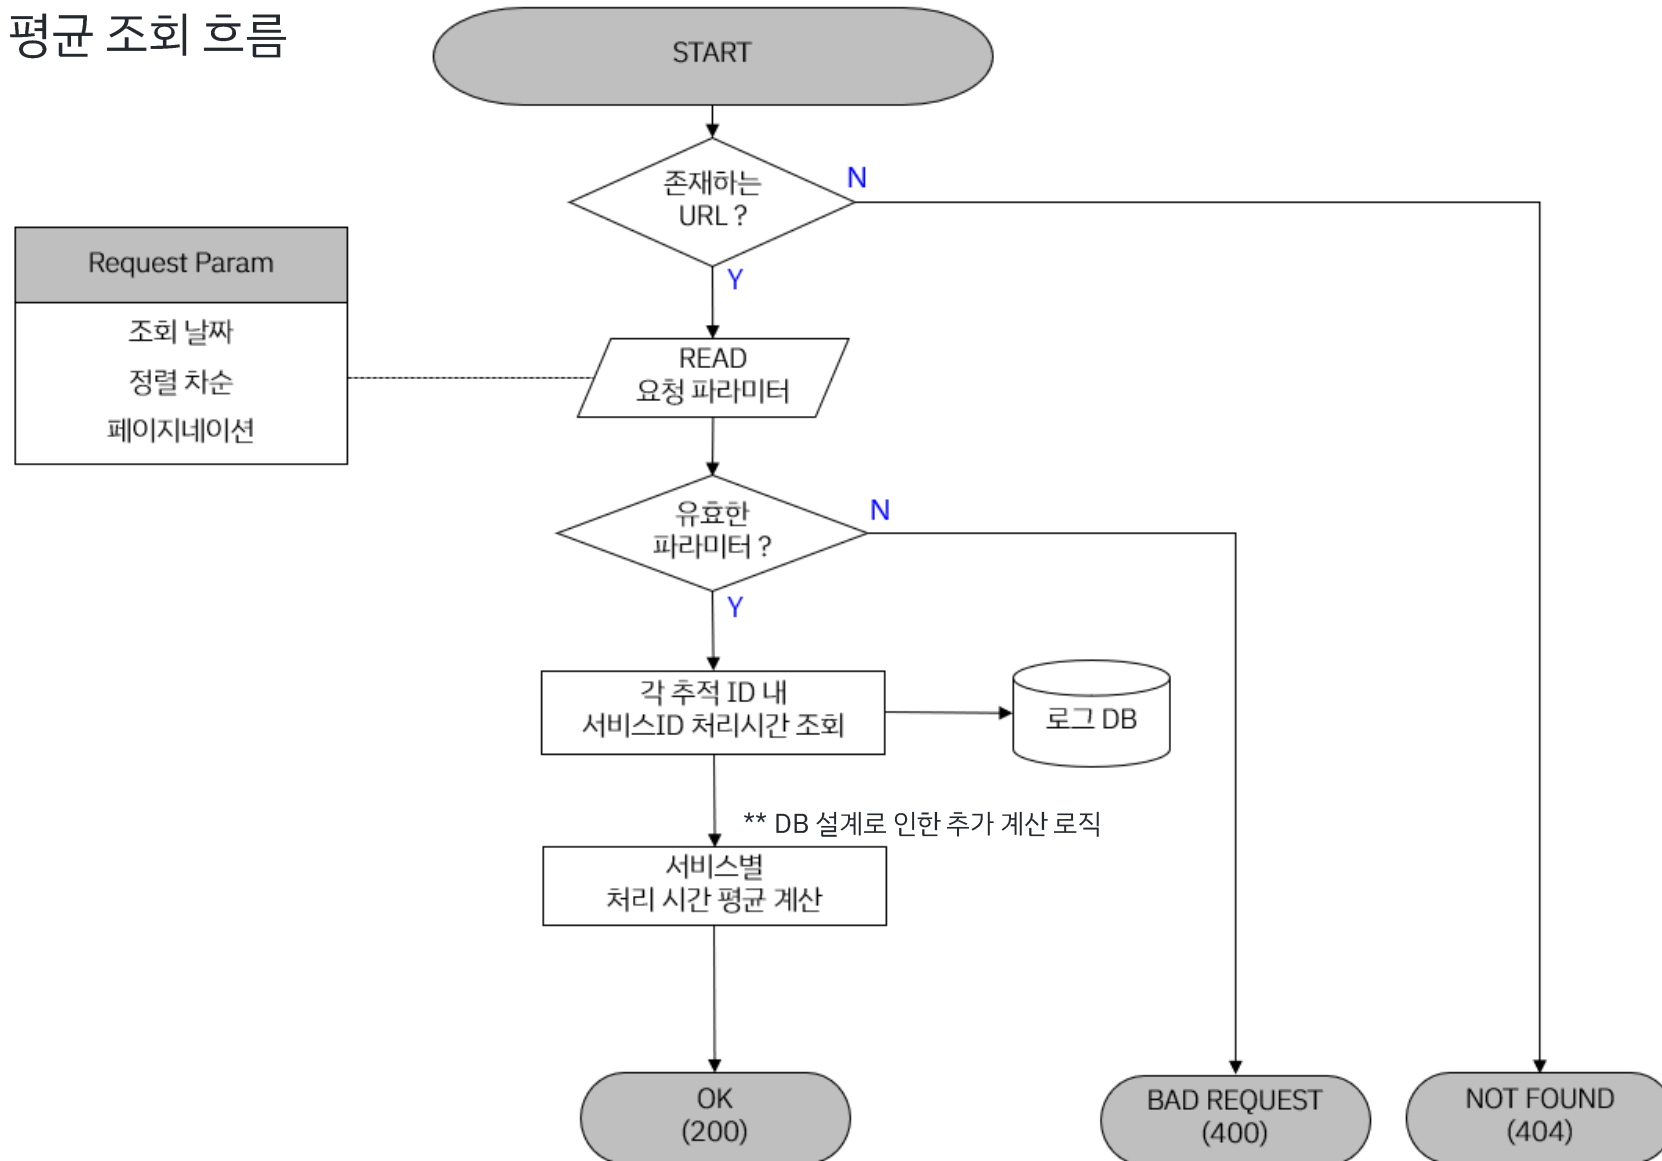 평균 조회 흐름
START
존재하는
URL ?
N
Y
Request Param
조회 날짜
정렬 차순
페이지네이션
READ
요청 파라미터
유효한
파라미터 ?
N
Y
각 추적 ID 내
서비스ID 처리시간 조회
로그 DB
** DB 설계로 인한 추가 계산 로직
서비스별
처리 시간 평균 계산
OK
(200)
BAD REQUEST
(400)
NOT FOUND
(404)